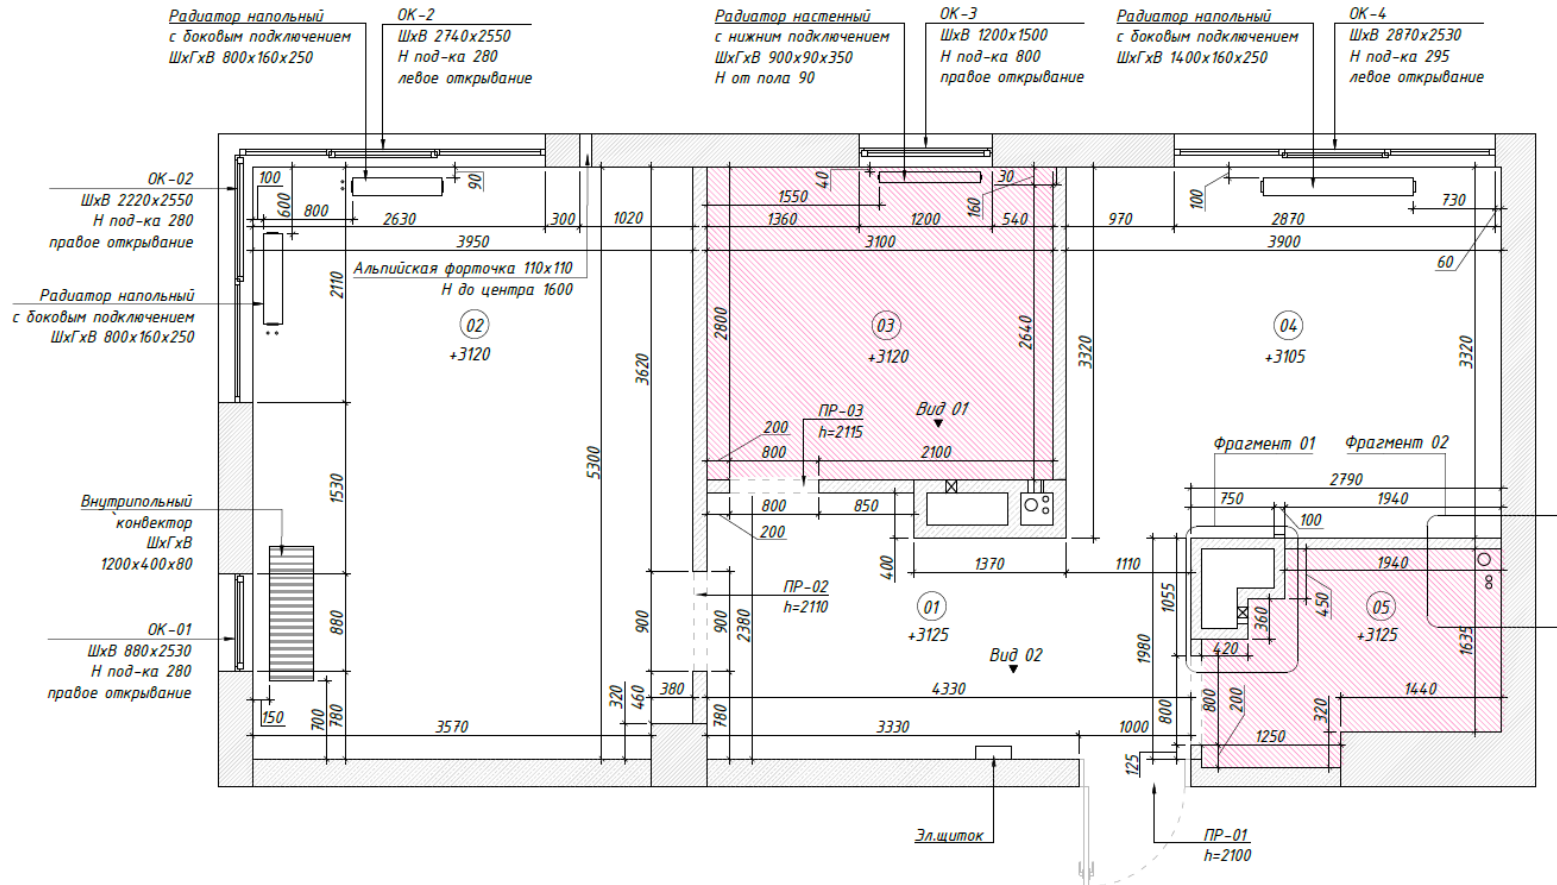 Радиатор напольный
с боковым подключением
ШхГхВ 800х160х250
ОК-2
ШхВ 2740х2550
Н под-ка 280
левое открывание
Радиатор настенный
с нижним подключением
ШхГхВ 900х90х350
Н от пола 90
ОК-3
ШхВ 1200х1500
Н под-ка 800
правое открывание
Радиатор напольный
с боковым подключением
ШхГхВ 1400х160х250
ОК-4
ШхВ 2870х2530
Н под-ка 295
левое открывание
ОК-02
ШхВ 2220х2550
Н под-ка 280
правое открывание
Радиатор напольный
с боковым подключением
ШхГхВ 800х160х250
Внутрипольный
конвектор
ШхГхВ
1200х400х80
ОК-01
ШхВ 880х2530
Н под-ка 280
правое открывание
100
600
800
90
2630
300
1020
3950
2110
Альпийская форточка 110х110
Н до центра 1600
02
+3120
3620
5300
1530
880
900
320
460
380
150
700
780
3570
1550
40
30
160
1360
1200
540
3100
2800
2640
03
+3120
ПР-03
h=2115
Вид 01
200
800
2100
800
850
200
400
1370
1110
ПР-02
h=2110
900
2380
01
+3125
Вид 02
4330
780
3330
1000
Эл.щиток
100
730
970
2870
3900
60
3320
3320
04
+3105
Фрагмент 01
Фрагмент 02
2790
750
1940
100
1940
1055
1980
450
360
05
+3125
1635
420
800
800
200
1440
320
1250
125
ПР-01
h=2100